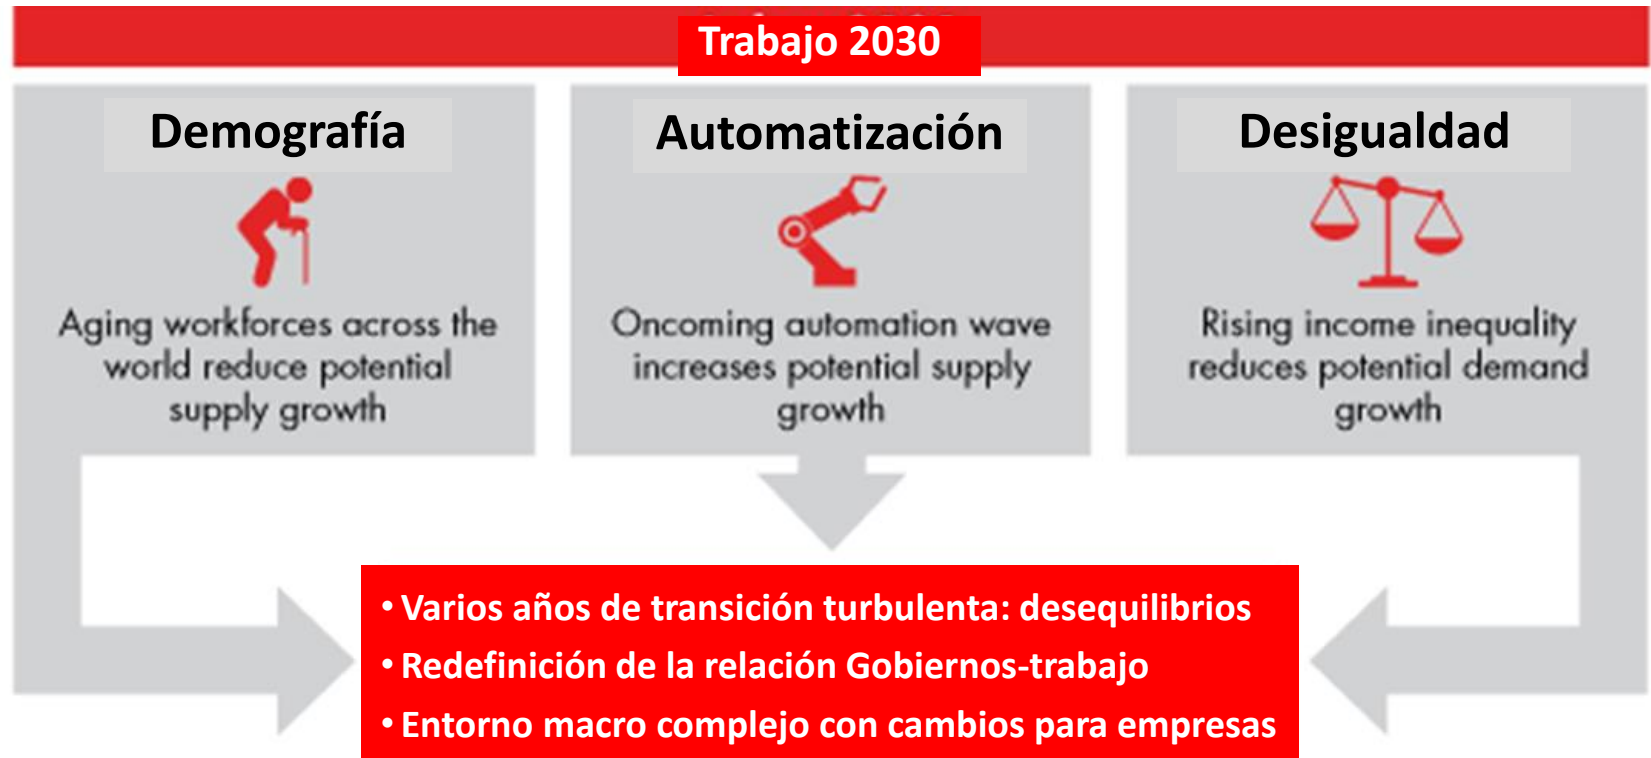 Trabajo 2030
Demografía
Aging workforces across the
world reduce potential
supply growth
Automatización
Oncoming automation wave
increases potential supply
growth
Desigualdad
Rising income inequality
reduces potential demand
growth
• Varios años de transición turbulenta: desequilibrios
• Redefinición de la relación Gobiernos-trabajo
• Entorno macro complejo con cambios para empresas